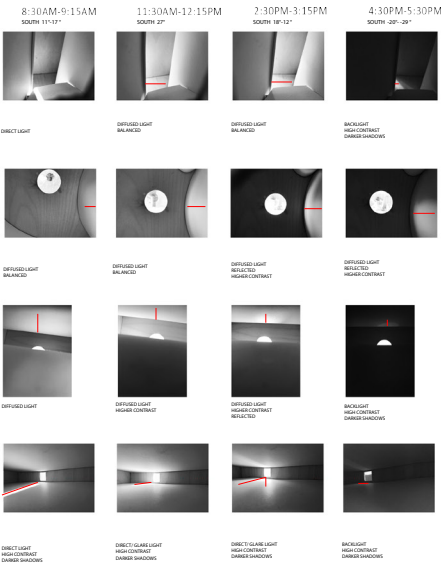 8:30AM-9:15AM
SOUTH 11°-17°
11:30AM-12:15PM
SOUTH 27°
2:30PM-3:15PM
SOUTH 18°-12°
4:30PM-5:30PM
SOUTH -20°--29°
DIRECT LIGHT
DIFFUSED LIGHT
BALANCED
DIFFUSED LIGHT
BALANCED
BACKLIGHT
HIGH CONTRAST
DARKER SHADOWS
DIFFUSED LIGHT
BALANCED
DIFFUSED LIGHT
BALANCED
DIFFUSED LIGHT
REFLECTED
HIGHER CONTRAST
DIFFUSED LIGHT
REFLECTED
HIGHER CONTRAST
DIFFUSED LIGHT
DIFFUSED LIGHT
HIGHER CONTRAST
DIFFUSED LIGHT
HIGHER CONTRAST
REFLECTED
BACKLIGHT
HIGH CONTRAST
DARKER SHADOWS
DIRECT LIGHT
HIGH CONTRAST
DARKER SHADOWS
DIRECT/ GLARE LIGHT
HIGH CONTRAST
DARKER SHADOWS
DIRECT/ GLARE LIGHT
HIGH CONTRAST
DARKER SHADOWS
BACKLIGHT
HIGH CONTRAST
DARKER SHADOWS